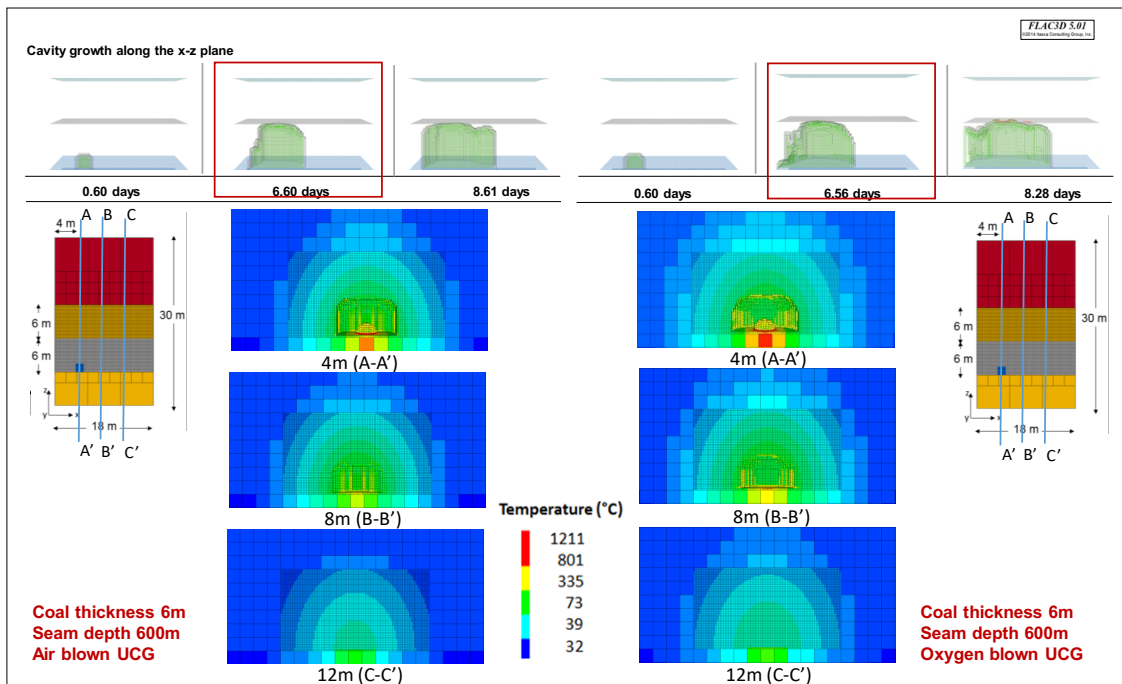 FLAC3D 5.01
©2014 Itasca Consulting Group, Inc.
Cavity growth along the x-z plane
0.60 days
6.60 days
8.61 days
0.60 days
6.56 days
8.28 days
A B C
4 m
30 m
6 m
6 m
z
y x
18 m
A' B' C'
4m (A-A')
8m (B-B')
12m (C-C')
Coal thickness 6m
Seam depth 600m
Air blown UCG
Temperature (°C)
1211
801
335
73
39
32
4m (A-A')
8m (B-B')
12m (C-C')
A B C
4 m
30 m
6 m
6 m
z
y x
18 m
A' B' C'
Coal thickness 6m
Seam depth 600m
Oxygen blown UCG